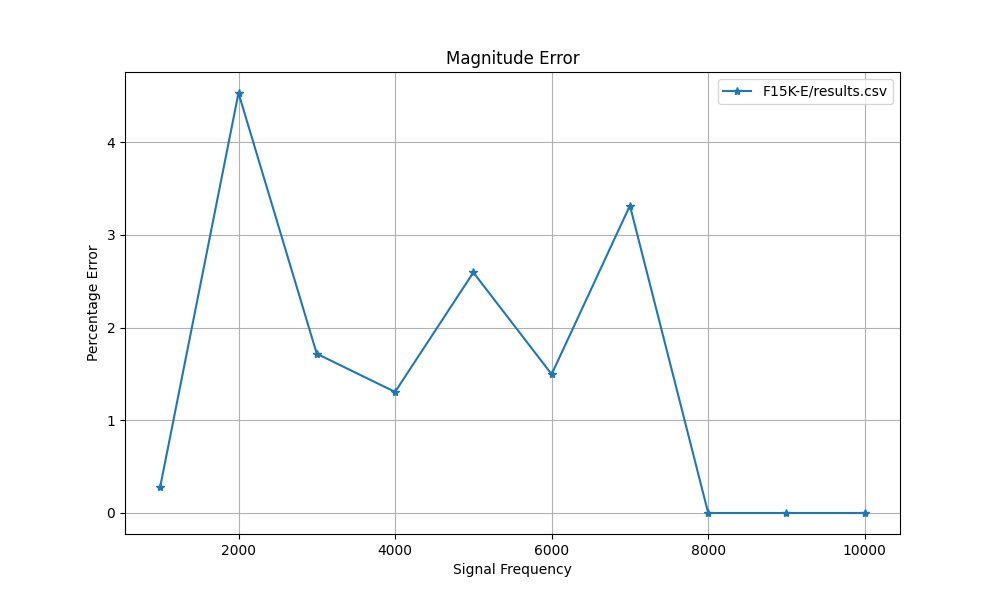 Magnitude Error
F15K-E/results.csv
4
3
2
1
0
Percentage Error
2000 4000 6000 8000 10000
Signal Frequency